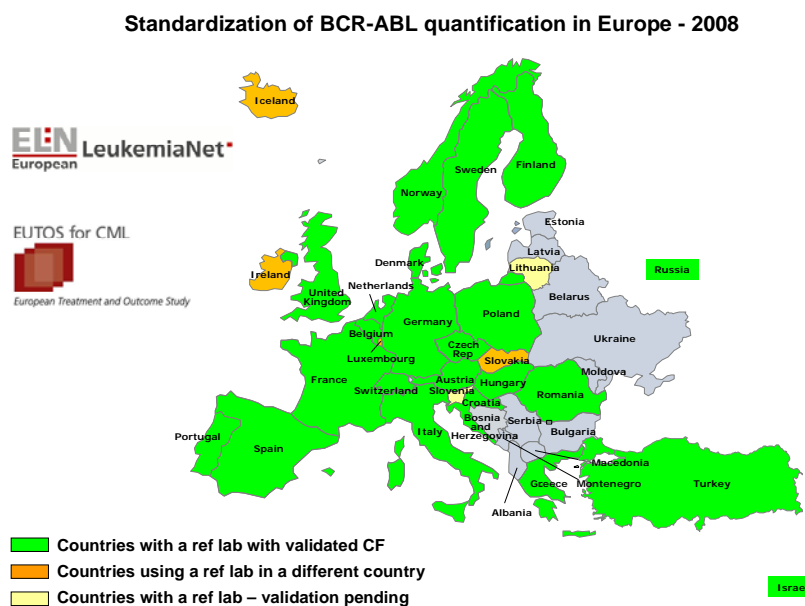 Standardization of BCR-ABL quantification in Europe - 2008
Iceland
ELN
European LeukemiaNet
Finland
Sweden
Norway
EUTOS for CML
Estonia
Latvia
Denmark
Lithuania
Russia
Ireland
Netherlands
European Treatment and Outcome Study
United
Kingdom
Belarus
Poland
Germany
Belgium
Ukraine
Czech
Rep
Luxembourg
Slovakia
Moldova
France
Switzerland
Austria
Hungary
Slovenia
Romania
Croatia
Bosnia
and
Herzegovina
Serbia
Bulgaria
Italy
Portugal
Spain
Macedonia
Greece
Montenegro
Turkey
Albania
Countries with a ref lab with validated CF
Countries using a ref lab in a different country
Countries with a ref lab – validation pending
Israe